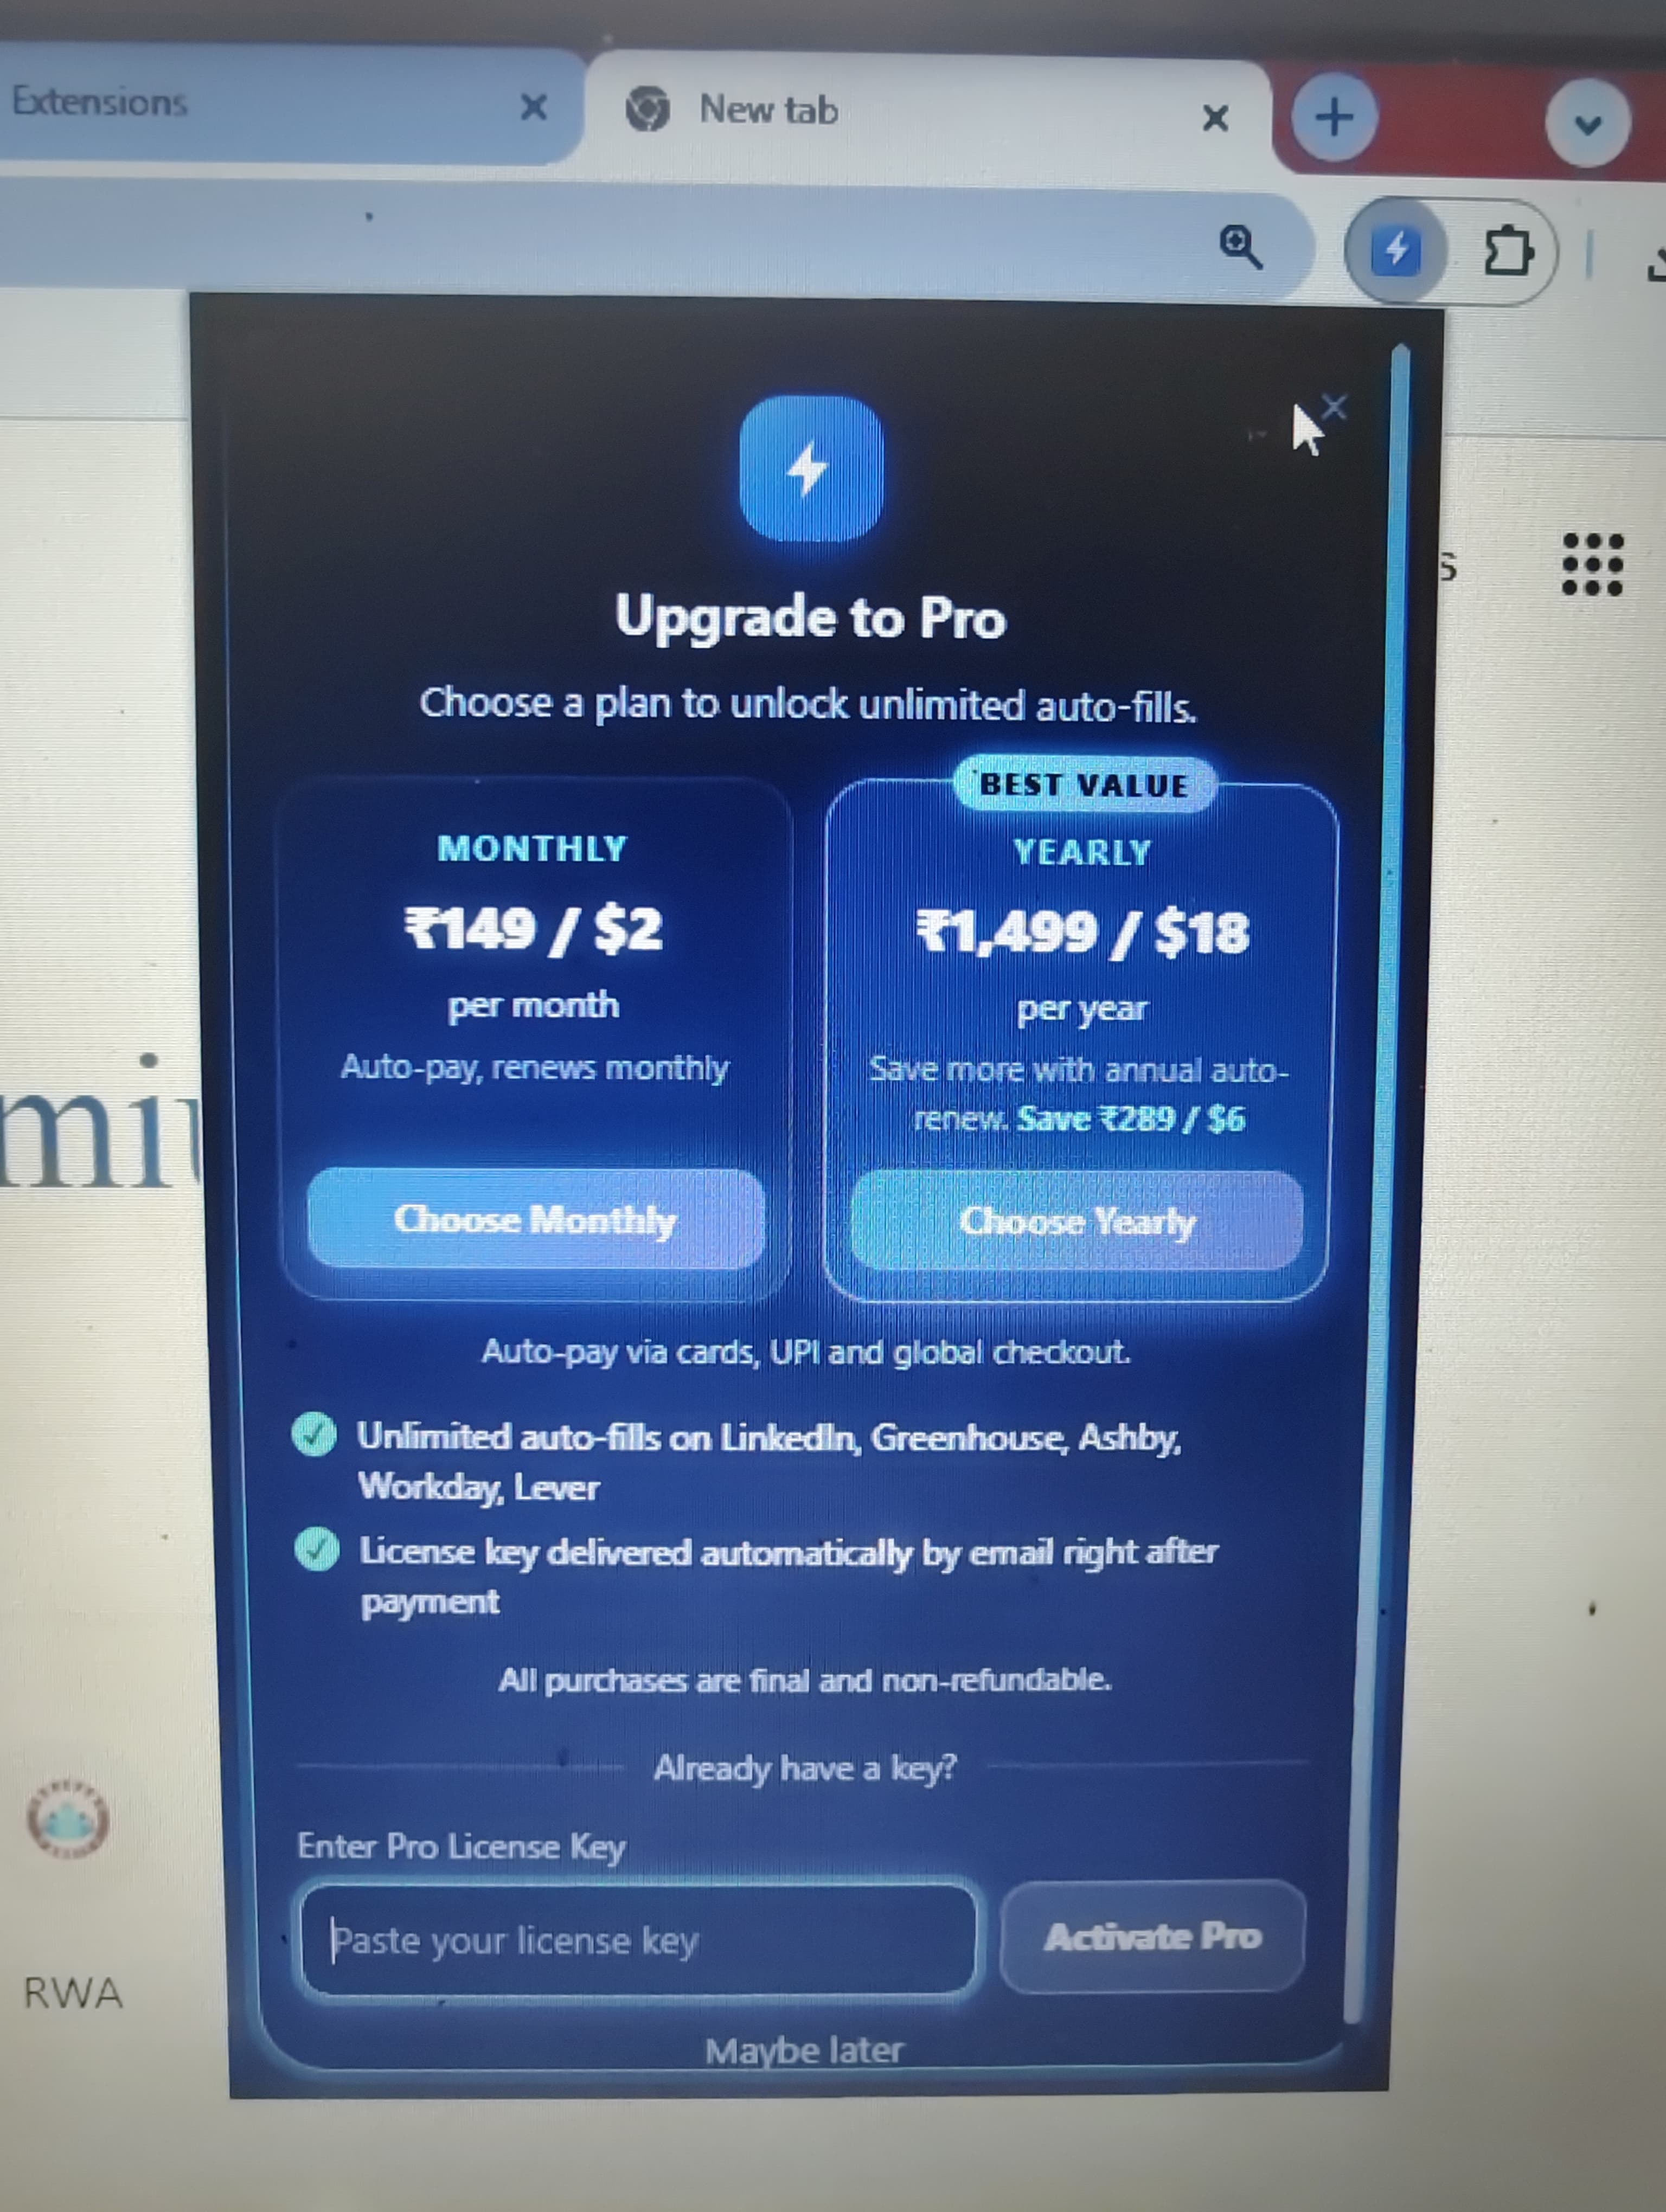 Extensions
New tab
Upgrade to Pro
Choose a plan to unlock unlimited auto-fills.
MONTHLY
₹149 / $2
per month
Auto-pay, renews monthly
Choose Monthly
BEST VALUE
YEARLY
₹1,499 / $18
per year
Save more with annual auto-
renew. Save ₹289 / $6
Choose Yearly
Auto-pay via cards, UPI and global checkout.
Unlimited auto-fills on LinkedIn, Greenhouse, Ashby,
Workday, Lever
License key delivered automatically by email right after
payment
All purchases are final and non-refundable.
Already have a key?
Enter Pro License Key
Paste your license key
Activate Pro
Maybe later
RWA